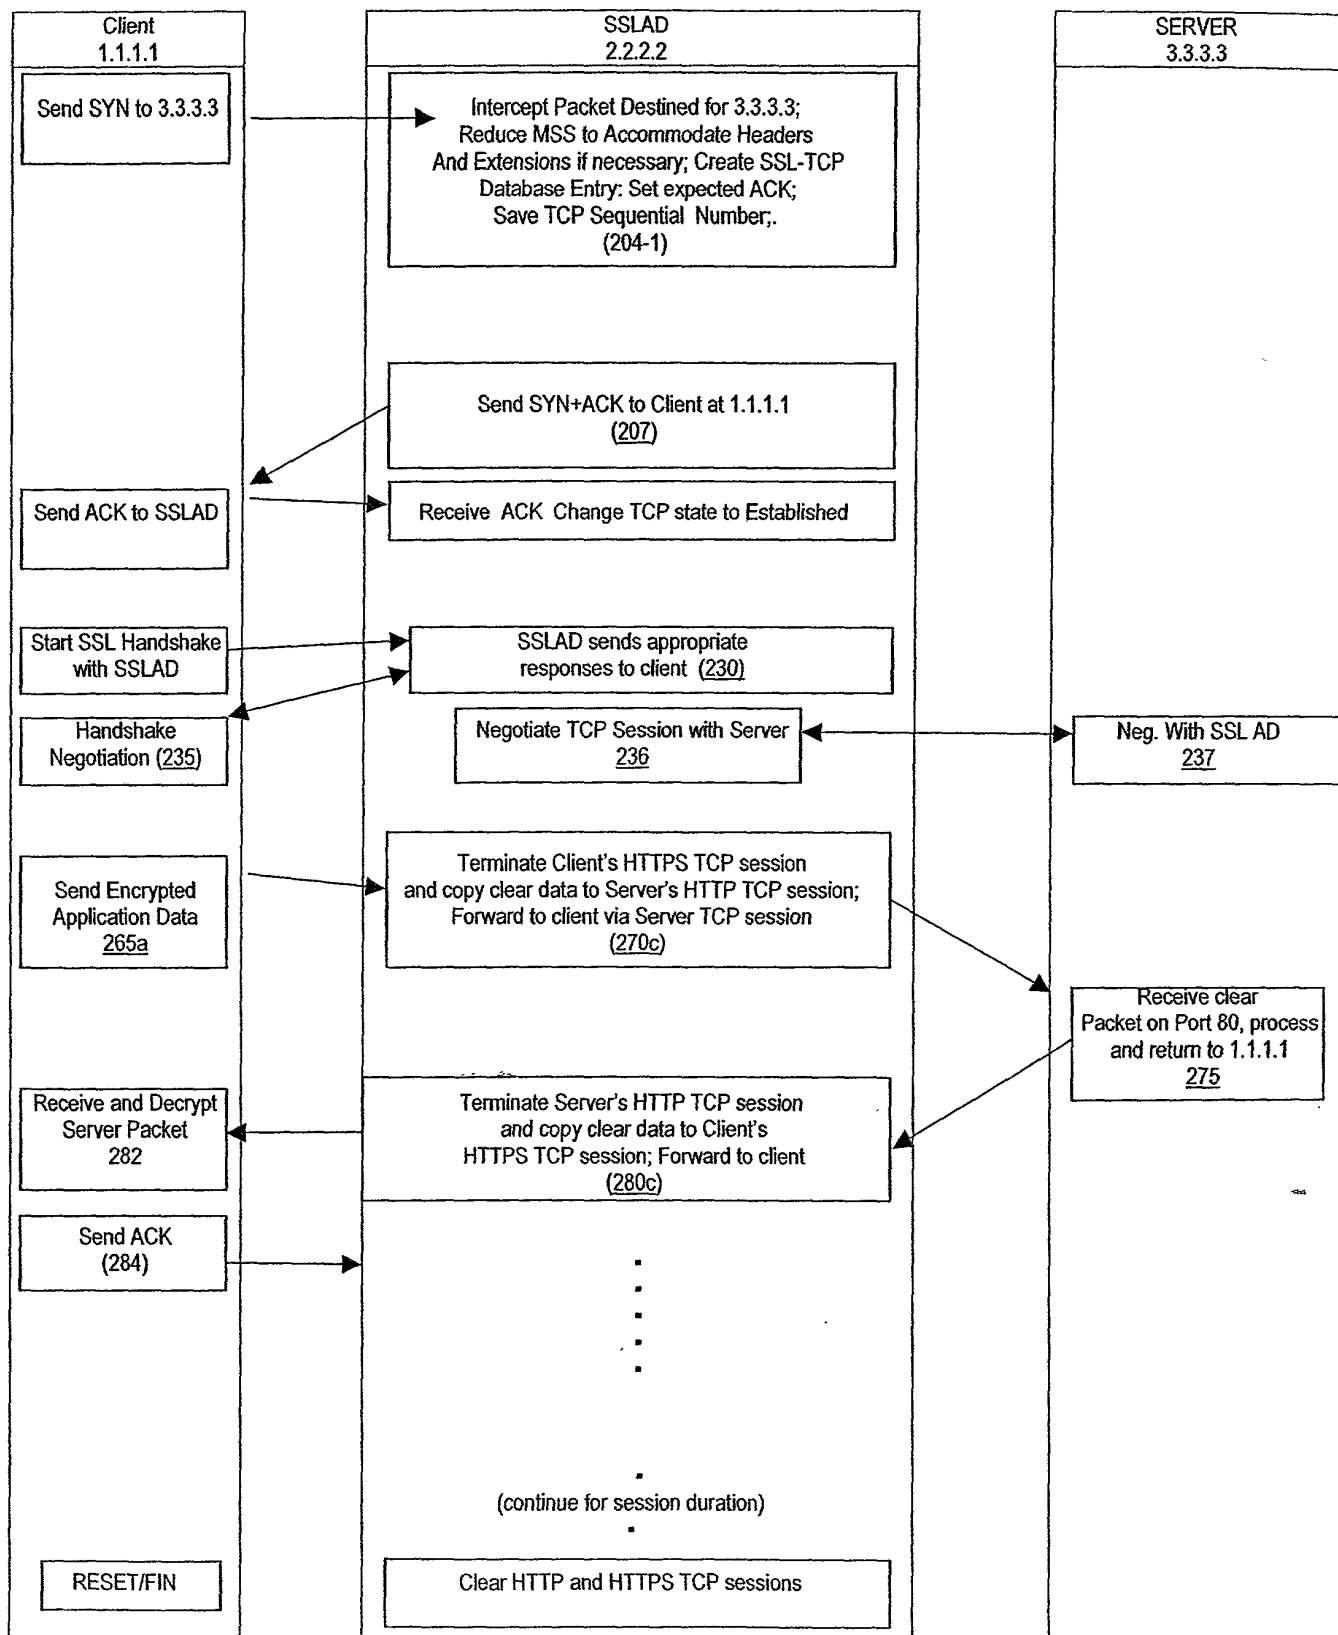 Client
1.1.1.1
SSLAD
2.2.2.2
SERVER
3.3.3.3
Send SYN to 3.3.3.3
Intercept Packet Destined for 3.3.3.3;
Reduce MSS to Accommodate Headers
And Extensions if necessary; Create SSL-TCP
Database Entry: Set expected ACK;
Save TCP Sequential Number;.
(204-1)
Send SYN+ACK to Client at 1.1.1.1
(207)
Send ACK to SSLAD
Receive ACK Change TCP state to Established
Start SSL Handshake
with SSLAD
SSLAD sends appropriate
responses to client (230)
Handshake
Negotiation (235)
Negotiate TCP Session with Server
236
Neg. With SSL AD
237
Send Encrypted
Application Data
265a
Terminate Client's HTTPS TCP session
and copy clear data to Server's HTTP TCP session;
Forward to client via Server TCP session
(270c)
Receive clear
Packet on Port 80, process
and return to 1.1.1.1
275
Receive and Decrypt
Server Packet
282
Terminate Server's HTTP TCP session
and copy clear data to Client's
HTTPS TCP session; Forward to client
(280c)
Send ACK
(284)
(continue for session duration)
RESET/FIN
Clear HTTP and HTTPS TCP sessions